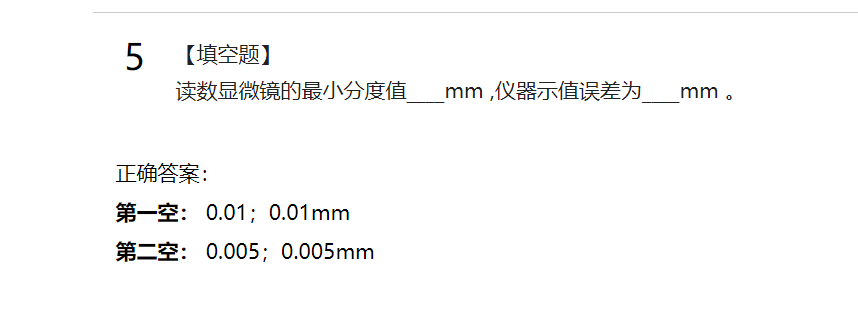 5 【填空题】
读数显微镜的最小分度值____mm ,仪器示值误差为____mm 。
正确答案：
第一空： 0.01；0.01mm
第二空： 0.005；0.005mm